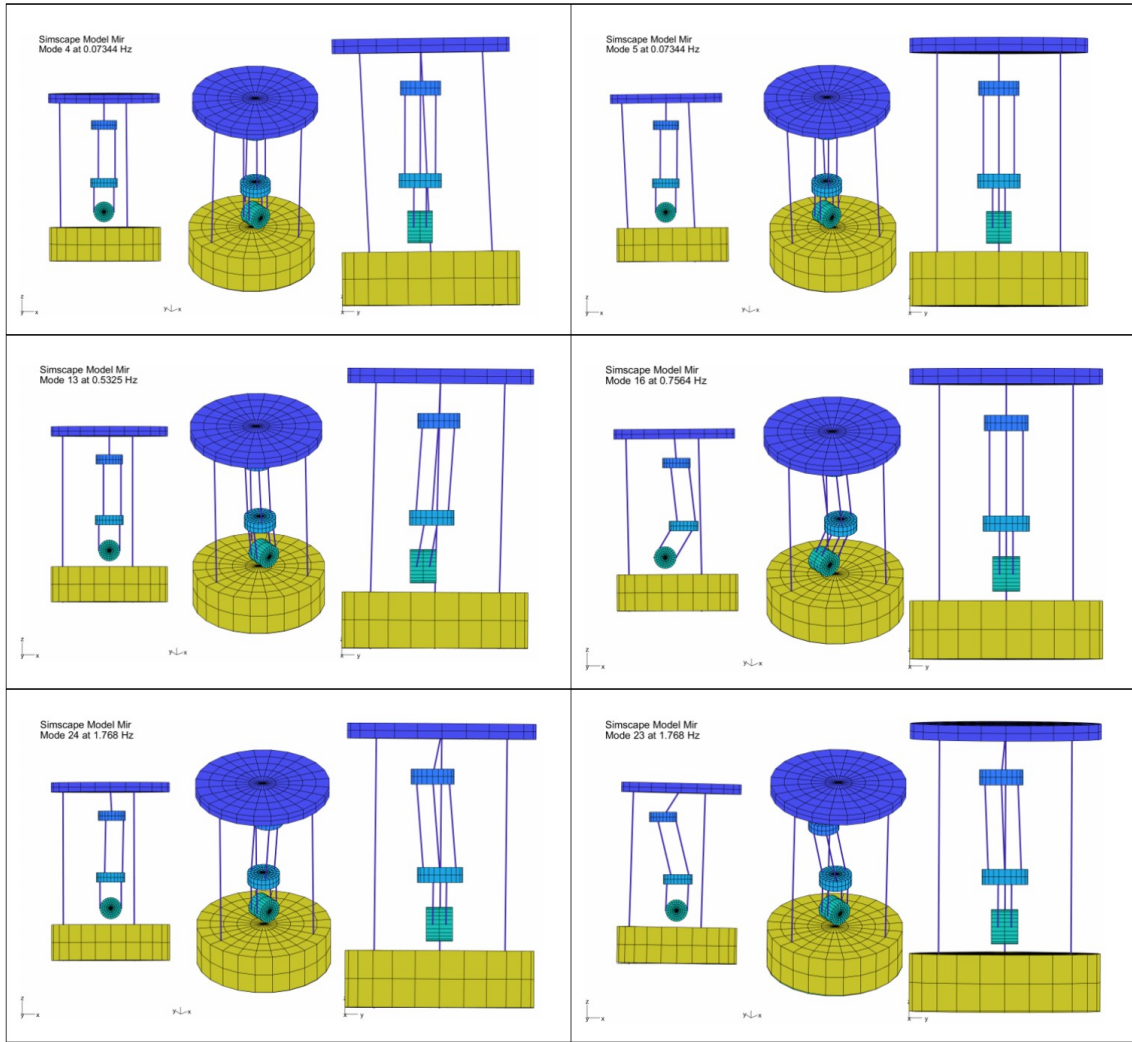 Simscape Model Mir
Mode 4 at 0.07344 Hz
z
y x
y x
z
x y
Simscape Model Mir
Mode 5 at 0.07344 Hz
z
y x
y x
z
x y
Simscape Model Mir
Mode 13 at 0.5325 Hz
z
y x
y x
z
x y
Simscape Model Mir
Mode 16 at 0.7564 Hz
z
y x
y x
z
x y
Simscape Model Mir
Mode 24 at 1.768 Hz
z
y x
y x
z
x y
Simscape Model Mir
Mode 23 at 1.768 Hz
z
y x
y x
z
x y